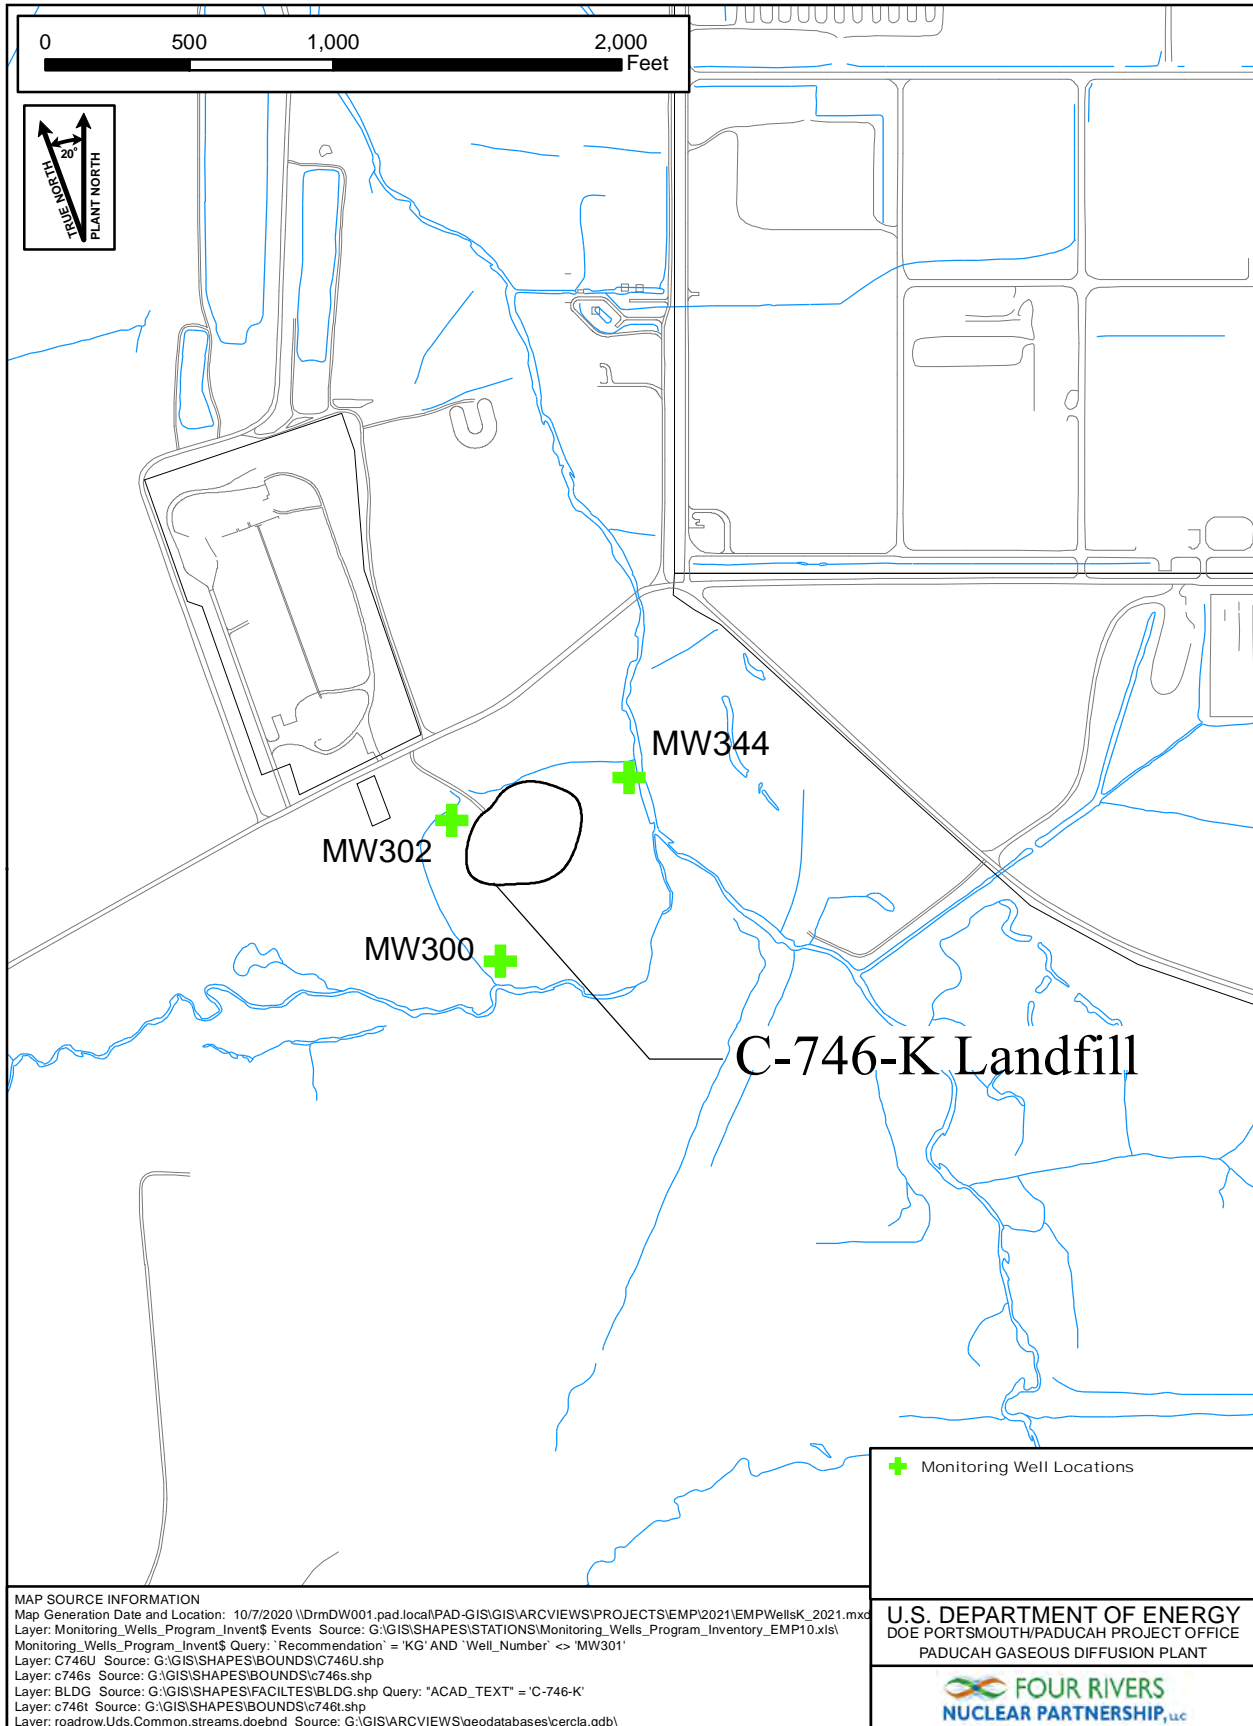 0 500 1,000 2,000
Feet
20°
TRUE NORTH
PLANT NORTH
MW344
MW302
MW300
C-746-K Landfill
Monitoring Well Locations
MAP SOURCE INFORMATION
Map Generation Date and Location: 10/7/2020 \\DrmDW001.pad.local\PAD-GIS\GIS\ARCVIEWS\PROJECTS\EMP\2021\EMPWellsK_2021.mxd
Layer: Monitoring_Wells_Program_Invent$ Events Source: G:\GIS\SHAPES\STATIONS\Monitoring_Wells_Program_Inventory_EMP10.xls\
Monitoring_Wells_Program_Invent$ Query: `Recommendation` = 'KG' AND `Well_Number` <> 'MW301'
Layer: C746U Source: G:\GIS\SHAPES\BOUNDS\C746U.shp
Layer: c746s Source: G:\GIS\SHAPES\BOUNDS\c746s.shp
Layer: BLDG Source: G:\GIS\SHAPES\FACILTES\BLDG.shp Query: "ACAD_TEXT" = 'C-746-K'
Layer: c746t Source: G:\GIS\SHAPES\BOUNDS\c746t.shp
Layer: roadrow,Uds.Common.streams,doebnd Source: G:\GIS\ARCVIEWS\geodatabases\cercla.gdb\
U.S. DEPARTMENT OF ENERGY
DOE PORTSMOUTH/PADUCAH PROJECT OFFICE
PADUCAH GASEOUS DIFFUSION PLANT
FOUR RIVERS
NUCLEAR PARTNERSHIP, LLC